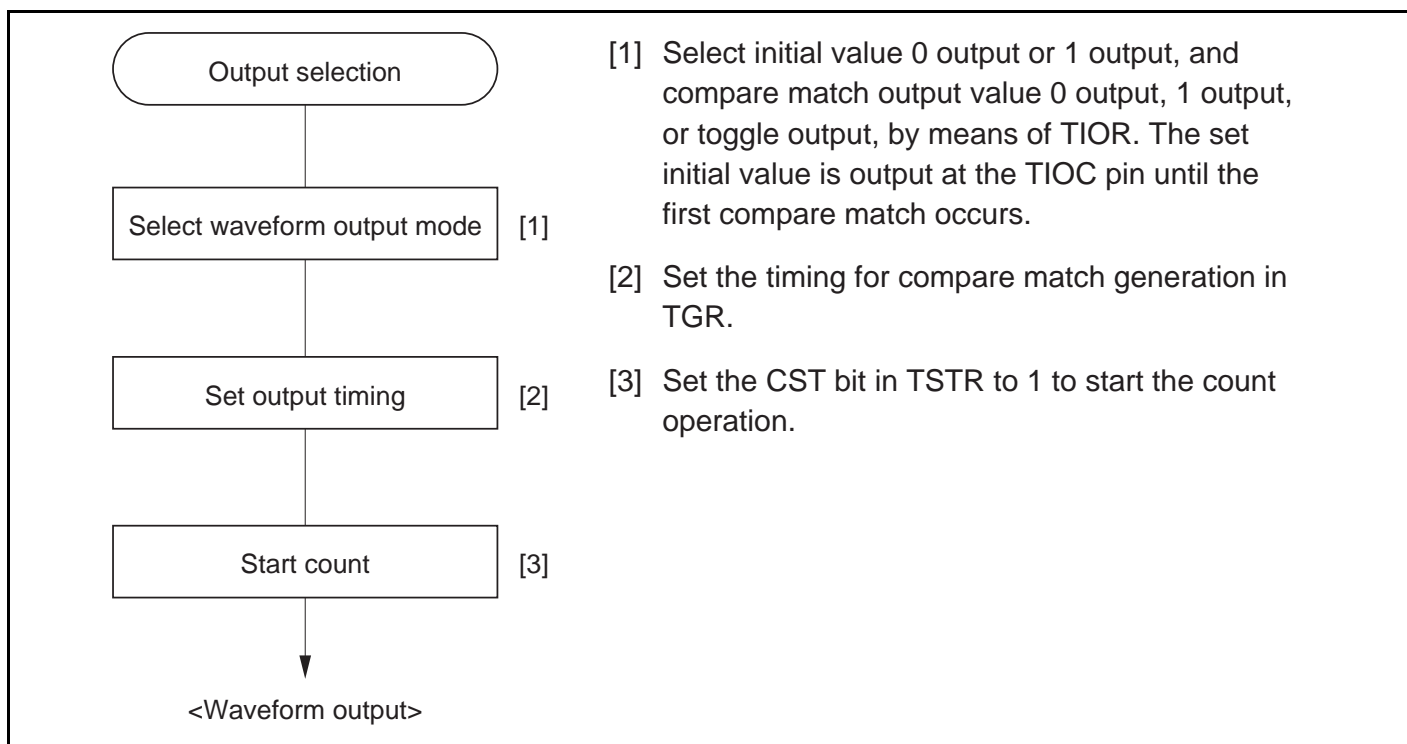 Output selection
Select waveform output mode [1]
Set output timing [2]
Start count [3]
<Waveform output>
[1] Select initial value 0 output or 1 output, and
compare match output value 0 output, 1 output,
or toggle output, by means of TIOR. The set
initial value is output at the TIOC pin until the
first compare match occurs.
[2] Set the timing for compare match generation in
TGR.
[3] Set the CST bit in TSTR to 1 to start the count
operation.